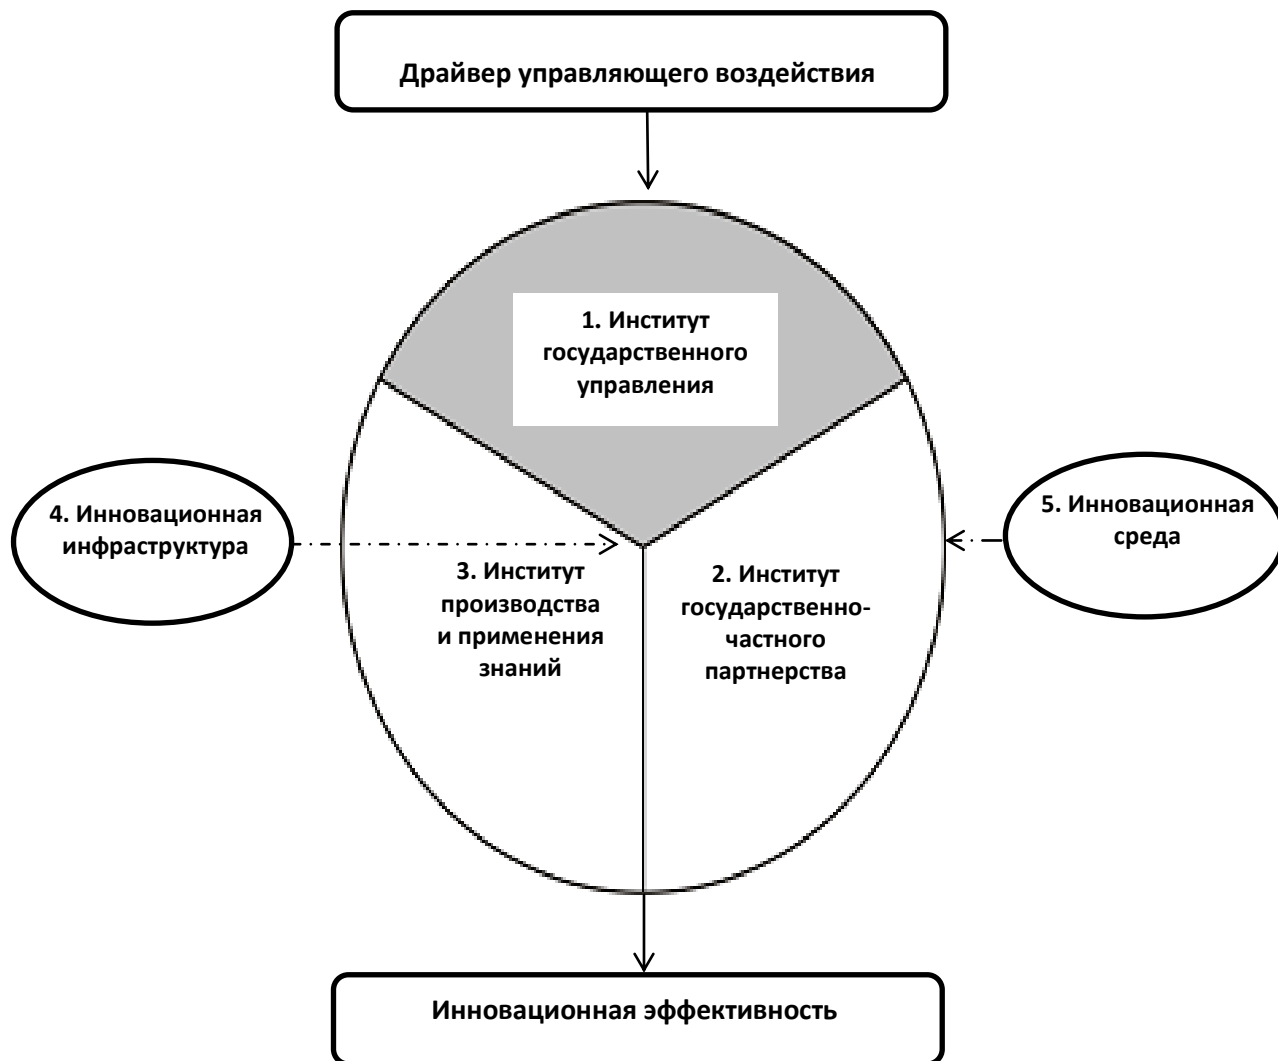 Драйвер управляющего воздействия
1. Институт
государственного
управления
4. Инновационная
инфраструктура
5. Инновационная
среда
3. Институт
производства
и применения
знаний
2. Институт
государственно-
частного
партнерства
Инновационная эффективность